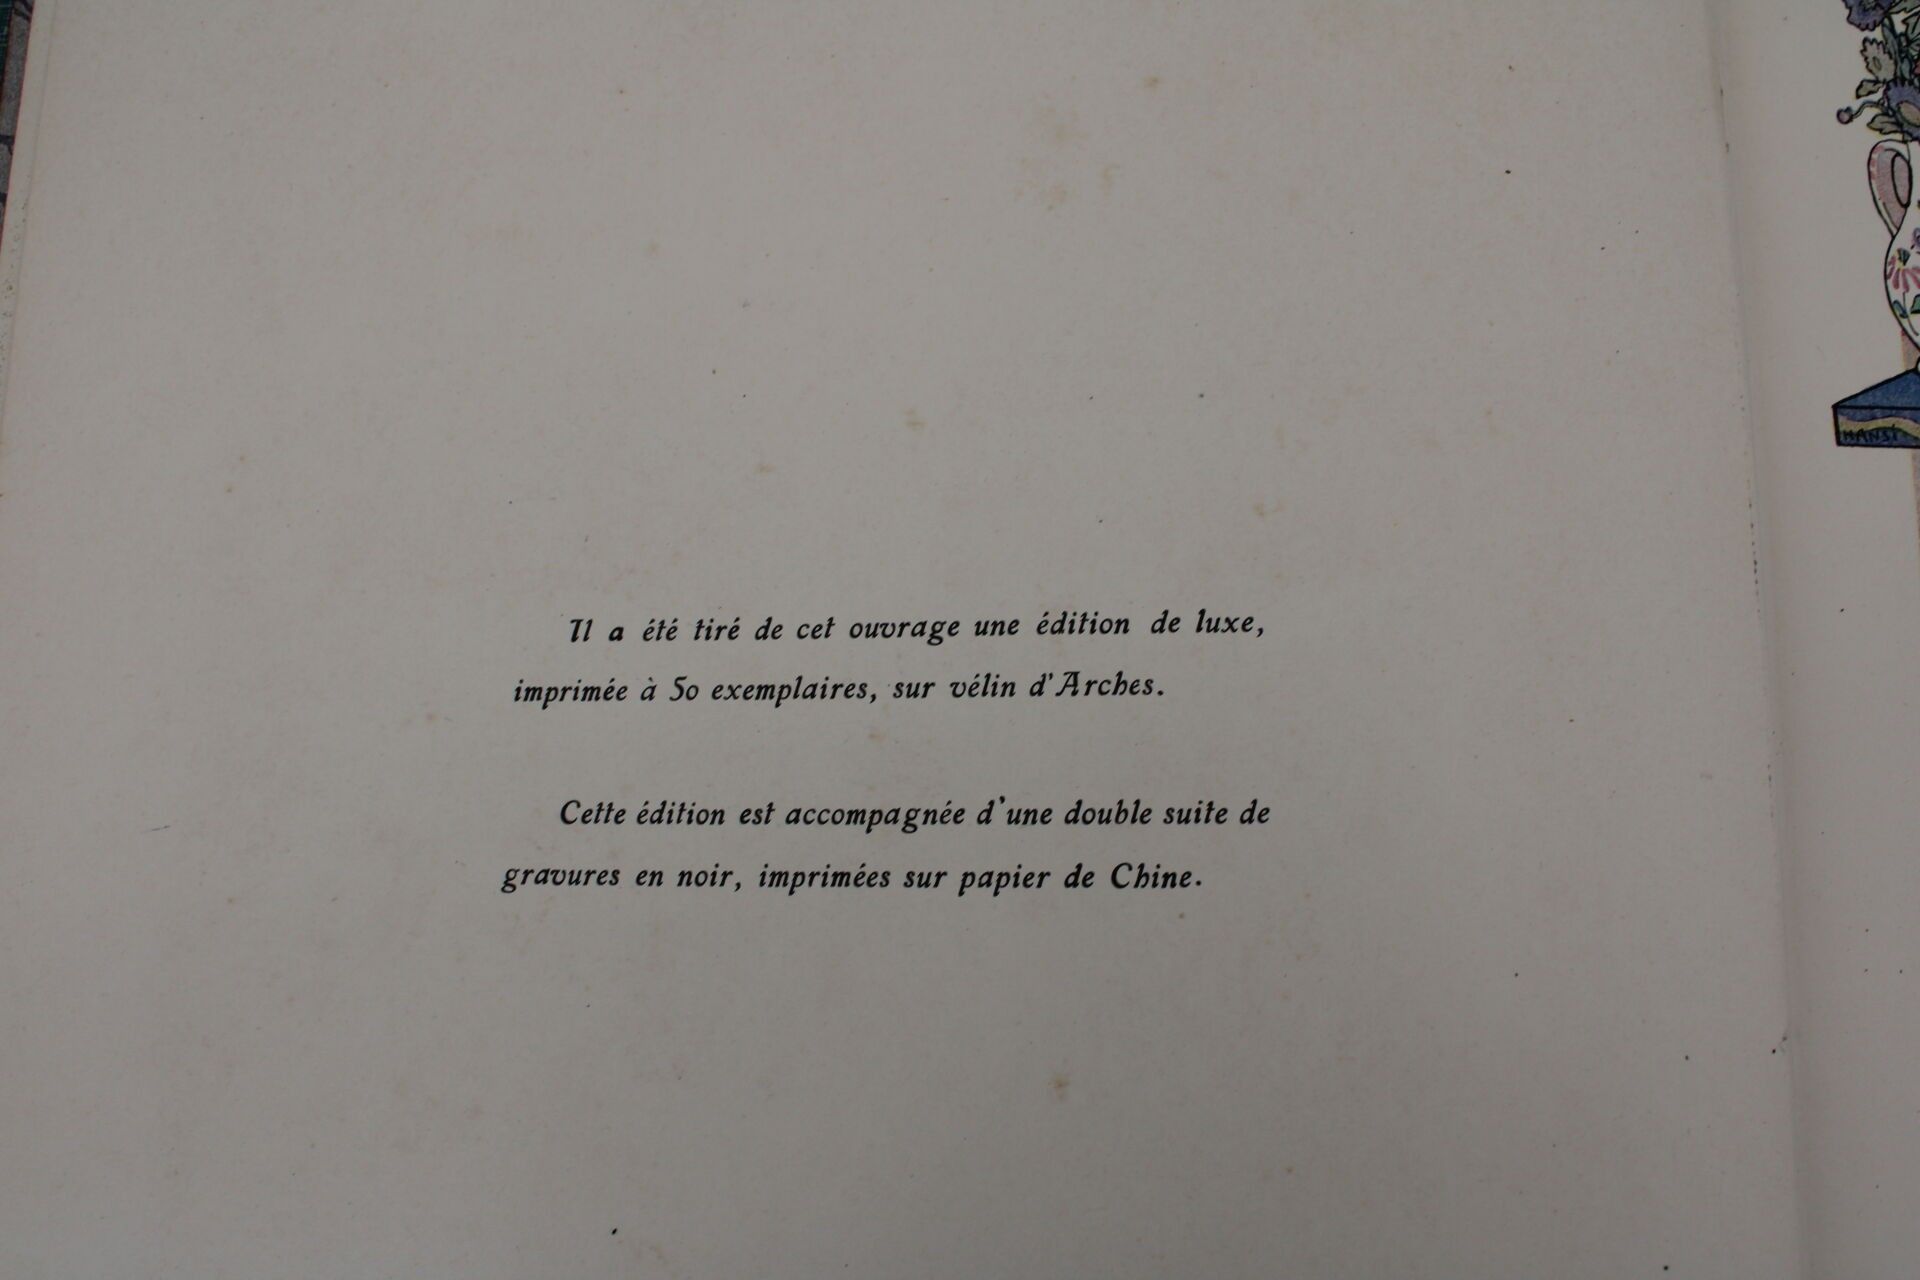 Il a été tiré de cet ouvrage une édition de luxe,
imprimée à 50 exemplaires, sur vélin d'Arches.
Cette édition est accompagnée d'une double suite de
gravures en noir, imprimées sur papier de Chine.
HANSI